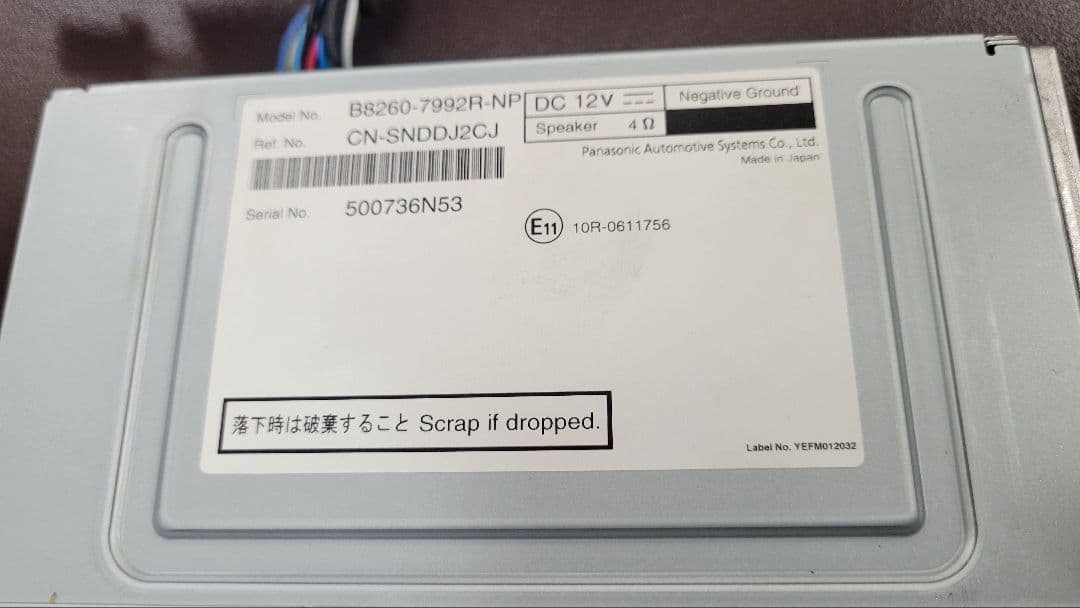 Model No. B8260-7992R-NP
DC 12V Negative Ground
Ref. No. CN-SNDDJ2CJ
Speaker 4 Ω
Panasonic Automotive Systems Co., Ltd.
Made in Japan
Serial No. 500736N53
E11 10R-0611756
落下時は破棄すること Scrap if dropped.
Label No. YEFM012032